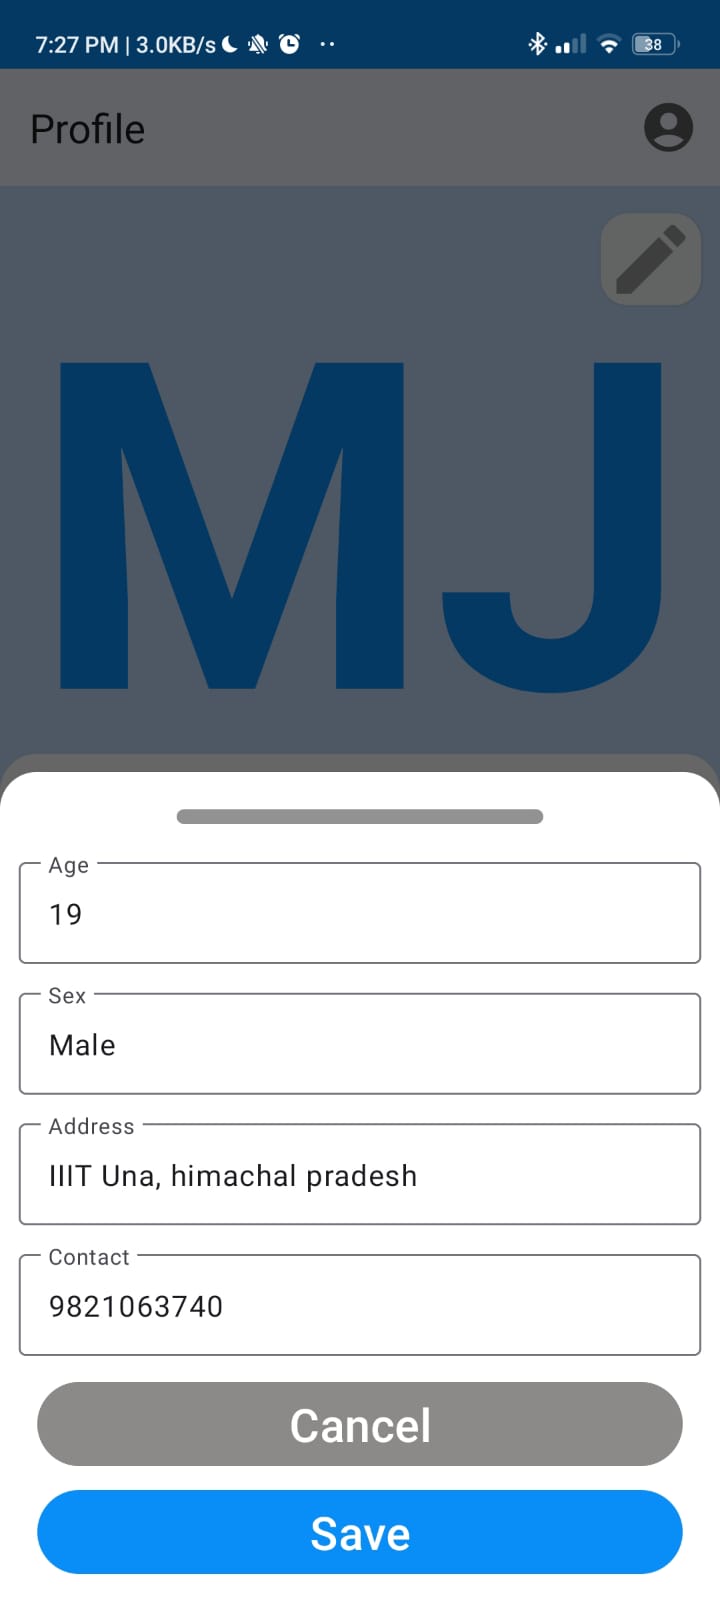 7:27 PM | 3.0KB/s
38
Profile
MJ
Age
19
Sex
Male
Address
IIIT Una, himachal pradesh
Contact
9821063740
Cancel
Save